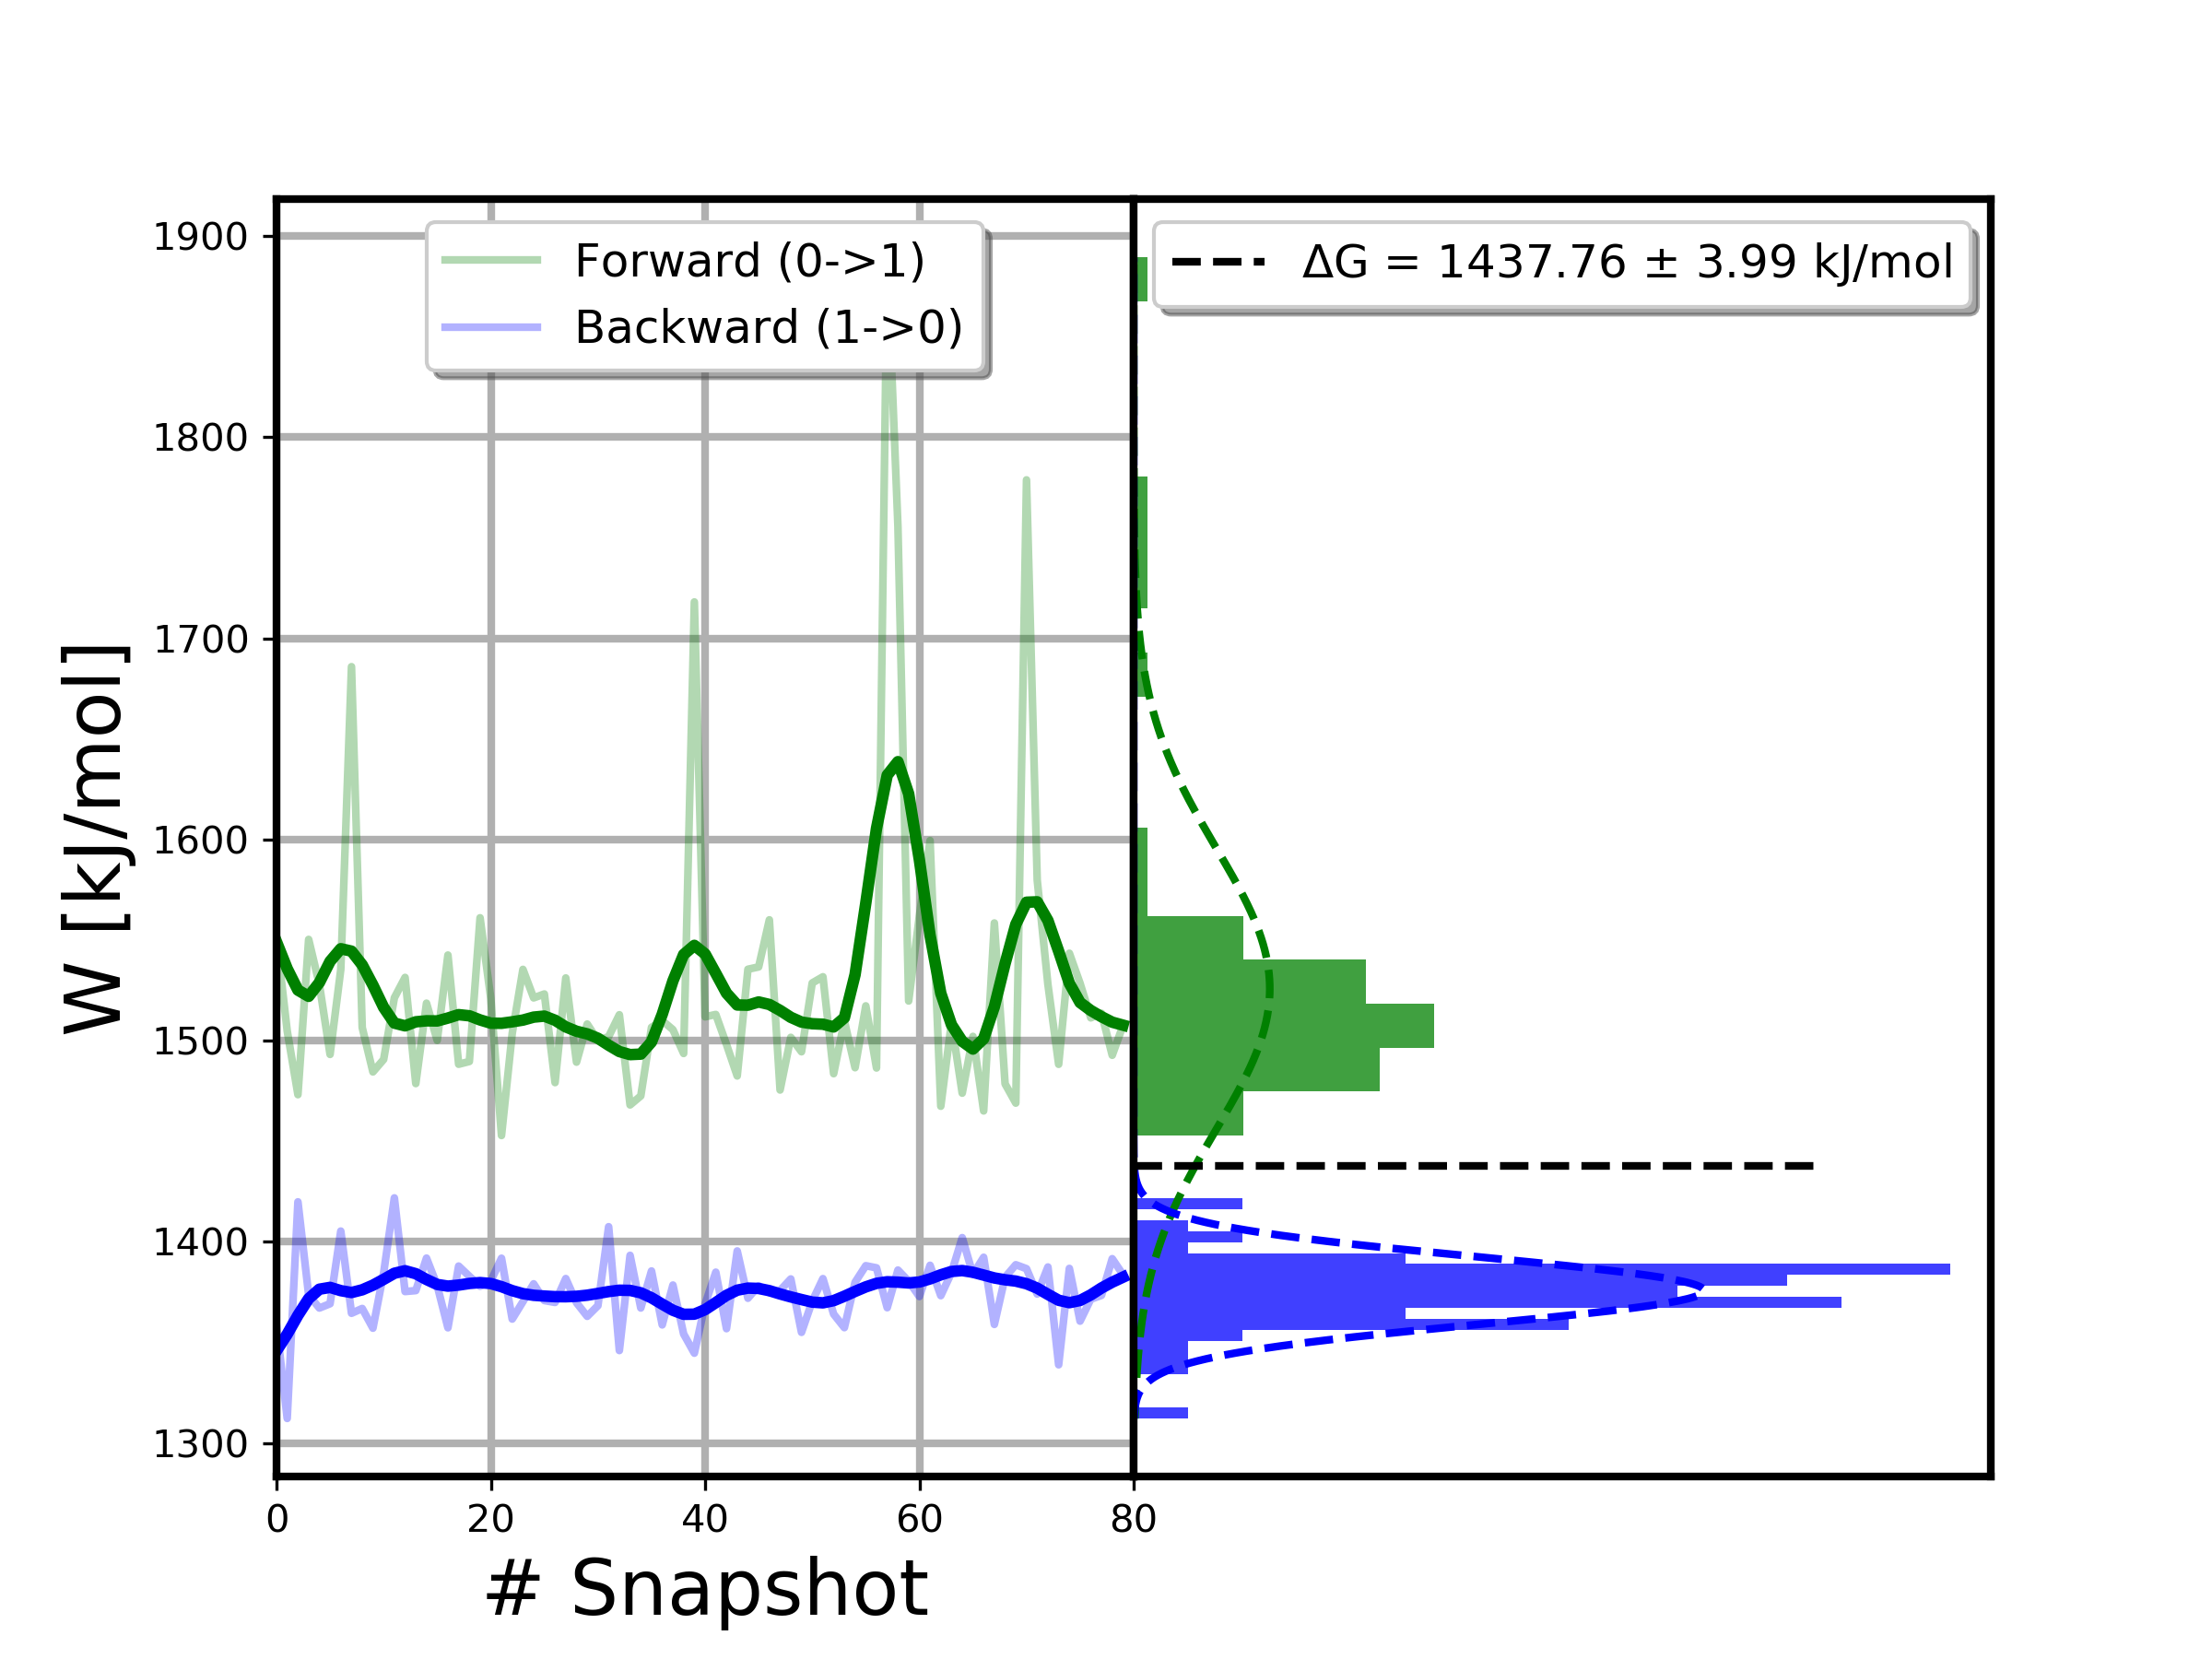 Forward (0->1)
Backward (1->0)
ΔG = 1437.76 ± 3.99 kJ/mol
W [kJ/mol]
1900
1800
1700
1600
1500
1400
1300
0 20 40 60 80
# Snapshot